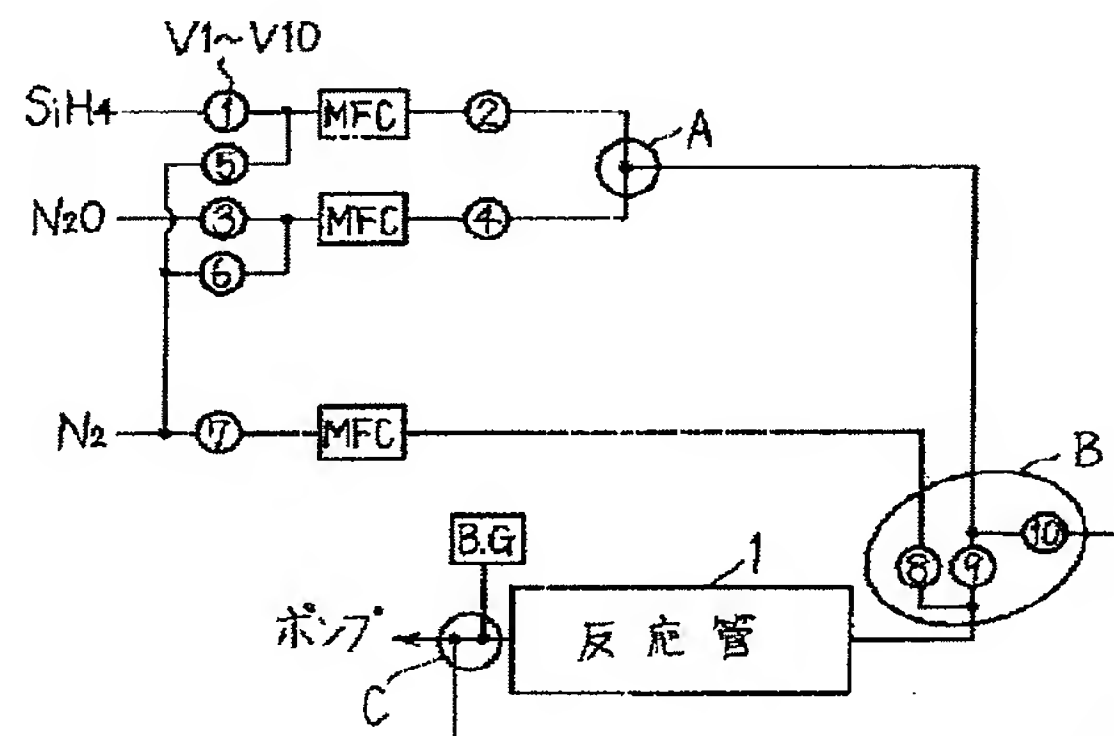 V1~V10
SiH4 ① MFC ② A
⑤
N2O ③ MFC ④
⑥
N2 ⑦ MFC
B
⑧ ⑨ ⑩
B.G 1
ポンプ 反応管
C